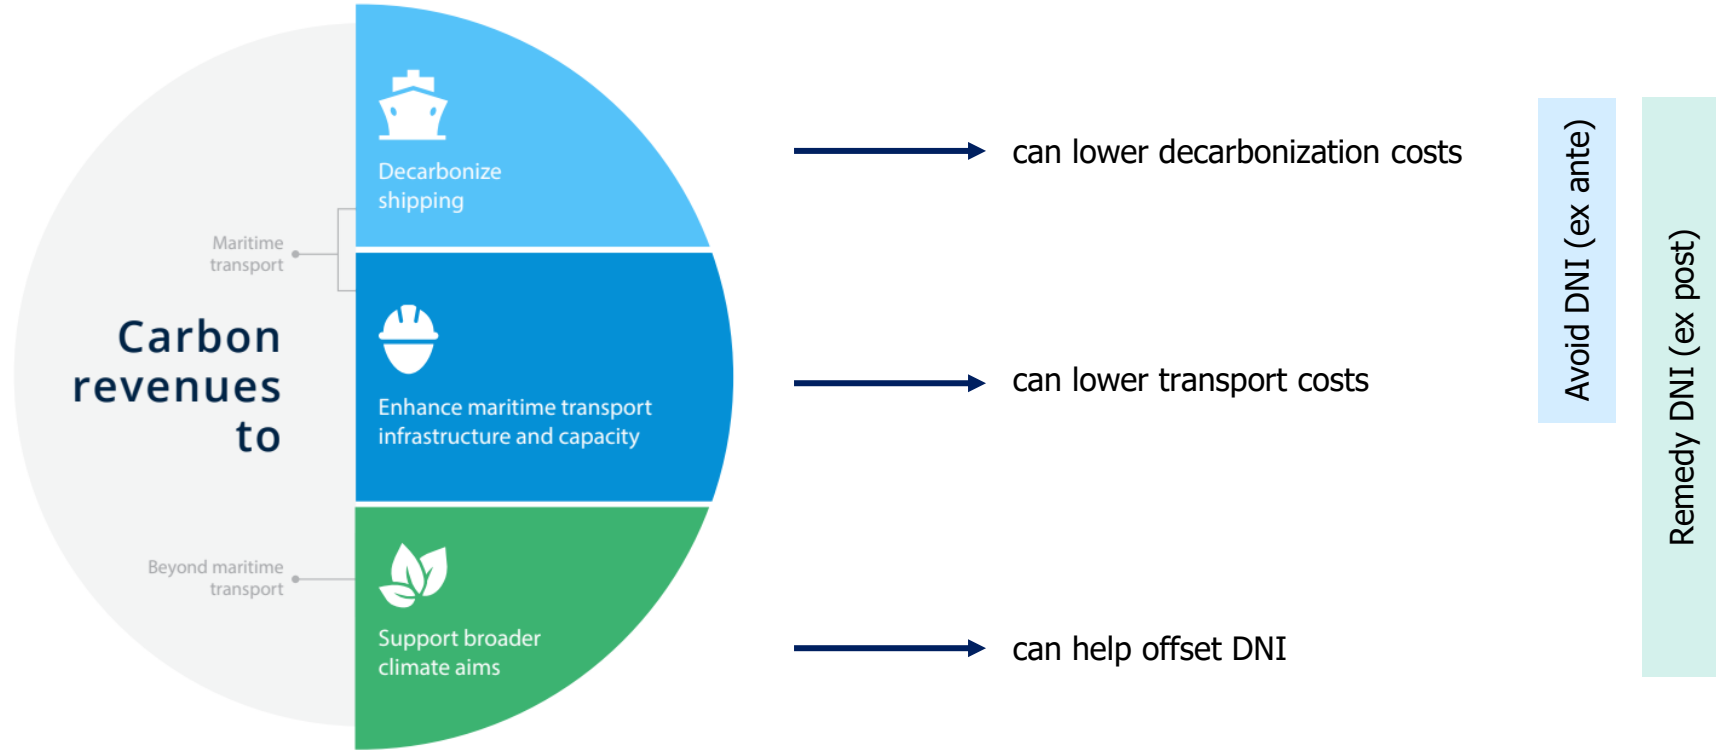 Carbon
revenues
to
Maritime
transport
Decarbonize
shipping
can lower decarbonization costs
Enhance maritime transport
infrastructure and capacity
can lower transport costs
Beyond maritime
transport
Support broader
climate aims
can help offset DNI
Avoid DNI (ex ante)
Remedy DNI (ex post)